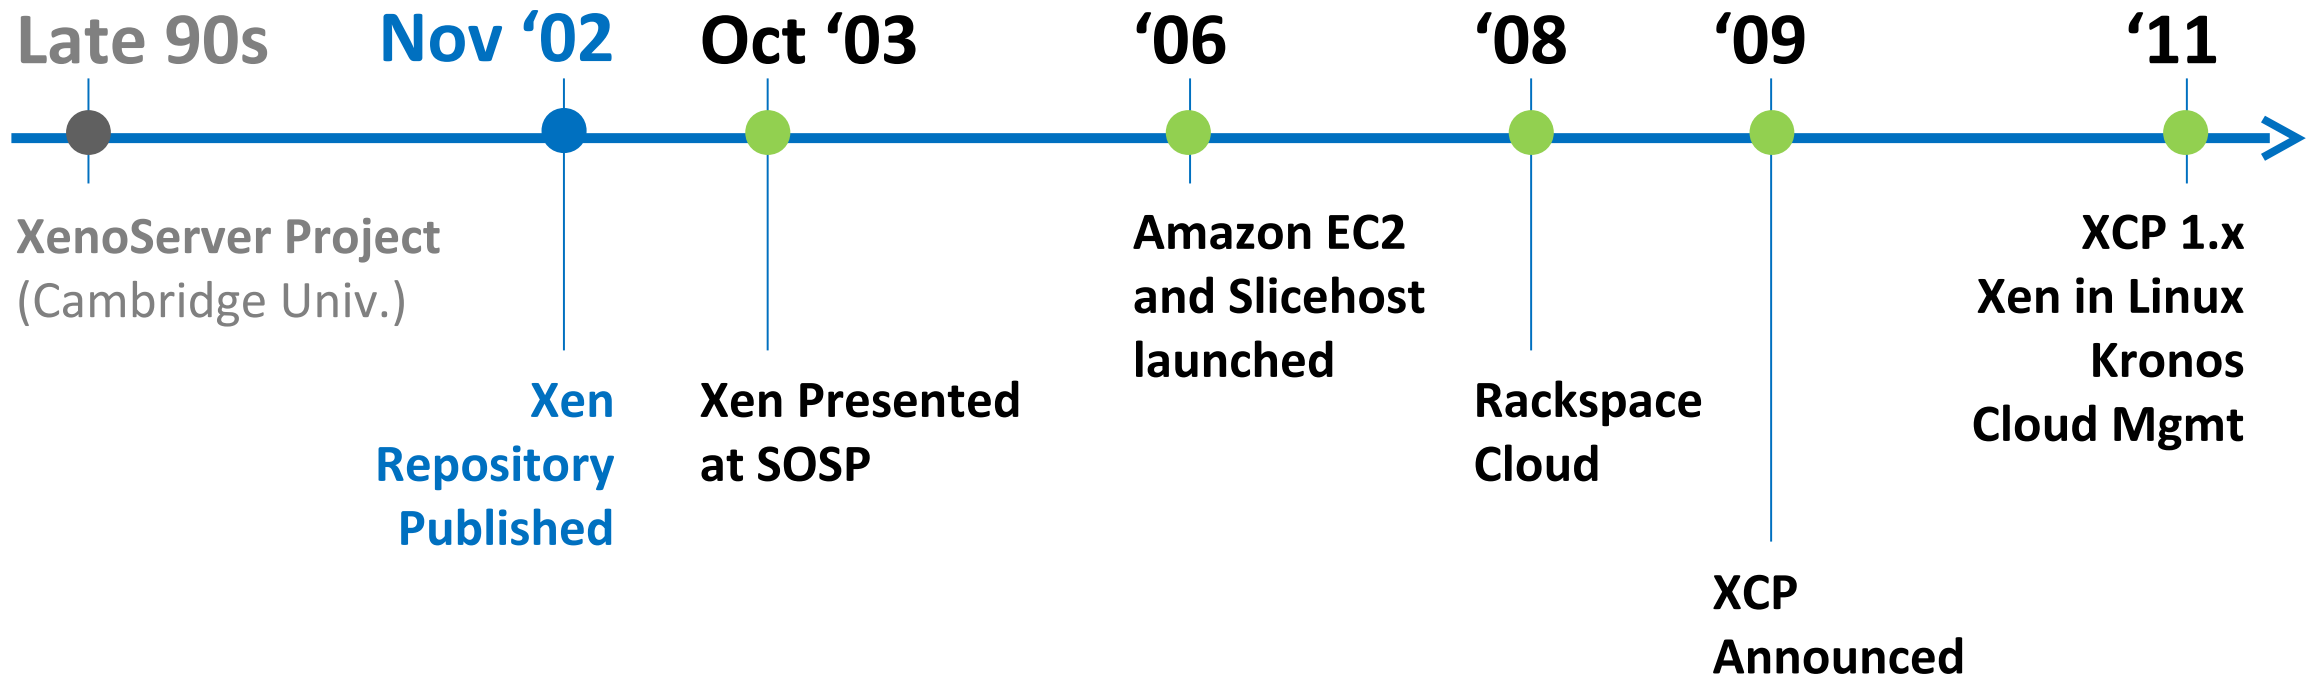 Late 90s
Nov ‘02
Oct ‘03
‘06
‘08
‘09
‘11
XenoServer Project
(Cambridge Univ.)
Xen
Repository
Published
Xen Presented
at SOSP
Amazon EC2
and Slicehost
launched
Rackspace
Cloud
XCP
Announced
XCP 1.x
Xen in Linux
Kronos
Cloud Mgmt